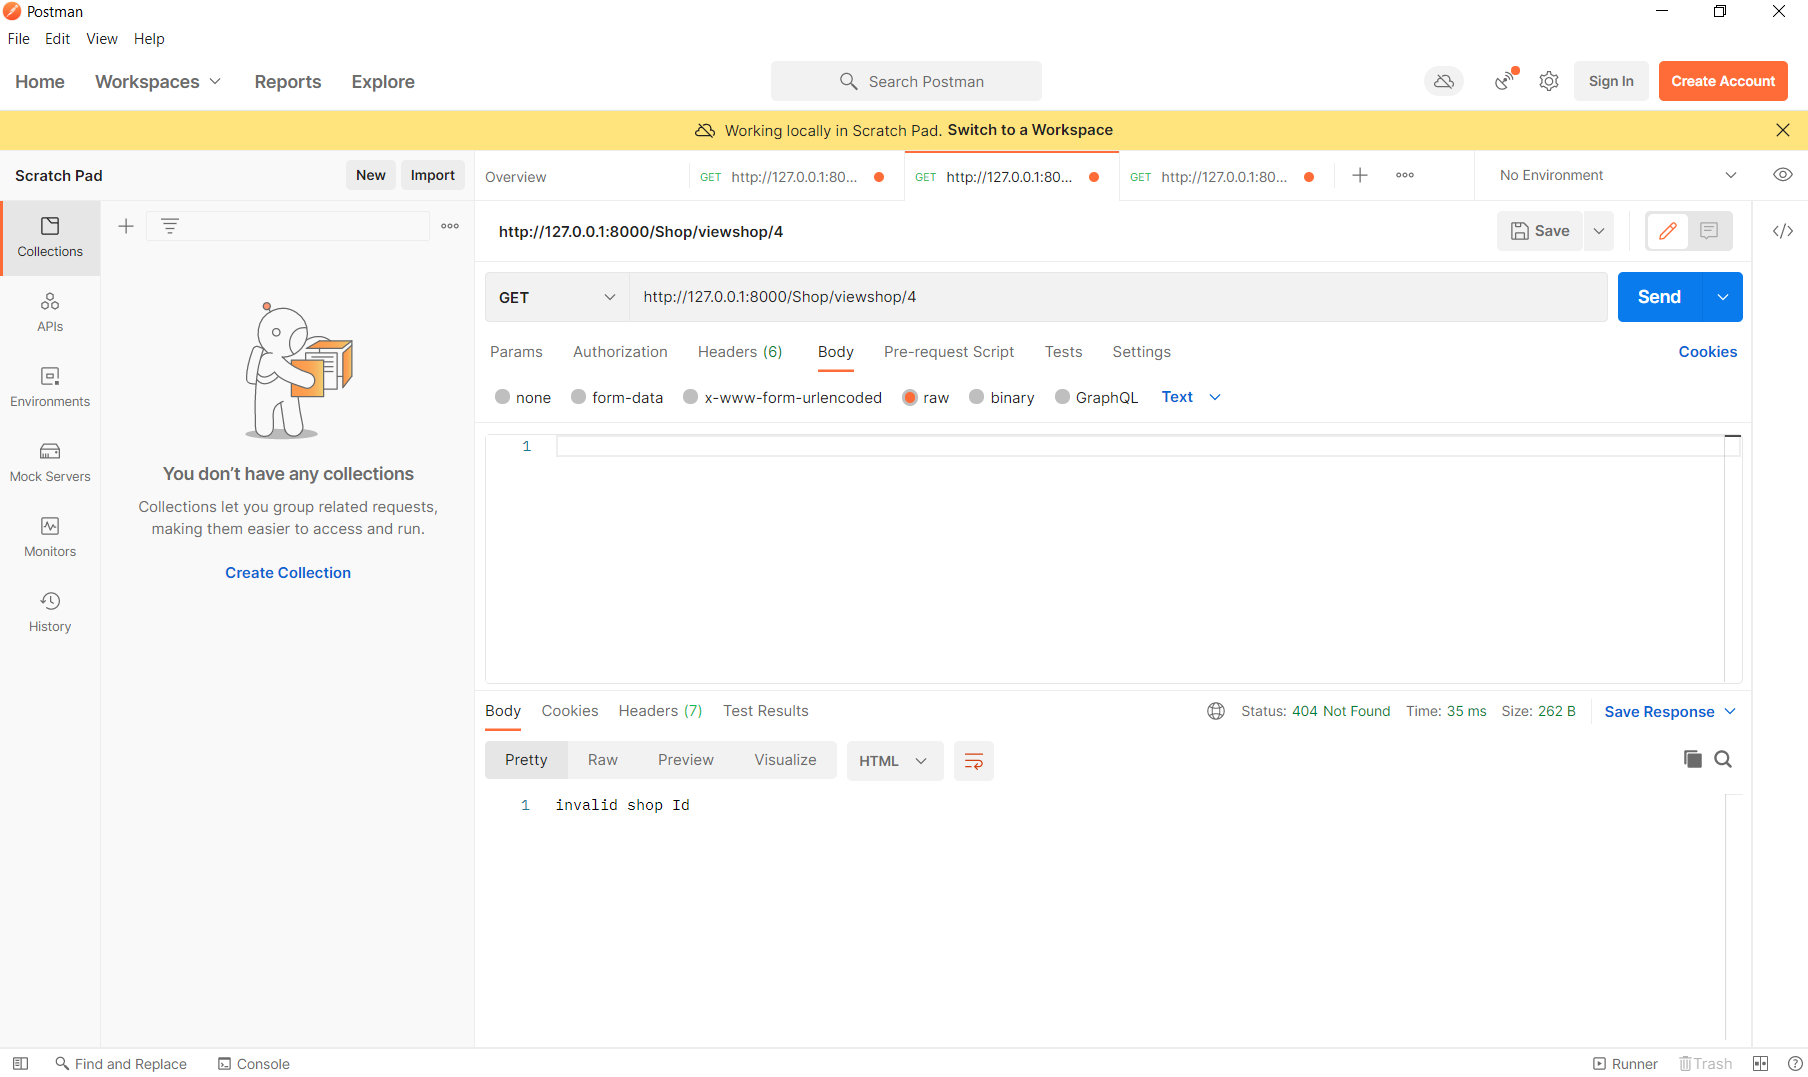 Postman
File Edit View Help
Home Workspaces Reports Explore Search Postman Sign In Create Account
Working locally in Scratch Pad. Switch to a Workspace
Scratch Pad New Import
Overview GET http://127.0.0.1:80... GET http://127.0.0.1:80... GET http://127.0.0.1:80... No Environment
Collections
APIs
Environments
Mock Servers
Monitors
History
You don't have any collections
Collections let you group related requests,
making them easier to access and run.
Create Collection
http://127.0.0.1:8000/Shop/viewshop/4 Save
GET http://127.0.0.1:8000/Shop/viewshop/4 Send
Params Authorization Headers (6) Body Pre-request Script Tests Settings Cookies
none form-data x-www-form-urlencoded raw binary GraphQL Text
1
Body Cookies Headers (7) Test Results Status: 404 Not Found Time: 35 ms Size: 262 B Save Response
Pretty Raw Preview Visualize HTML
1 invalid shop Id
Find and Replace Console Runner Trash